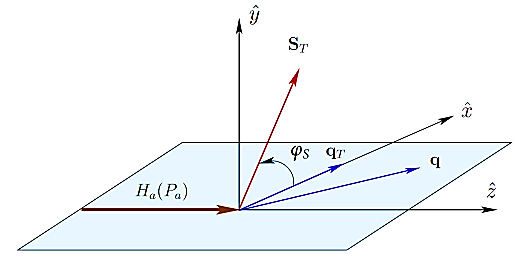 ŷ
S_T
x̂
φ_S
q_T
q
H_a(P_a)
ẑ